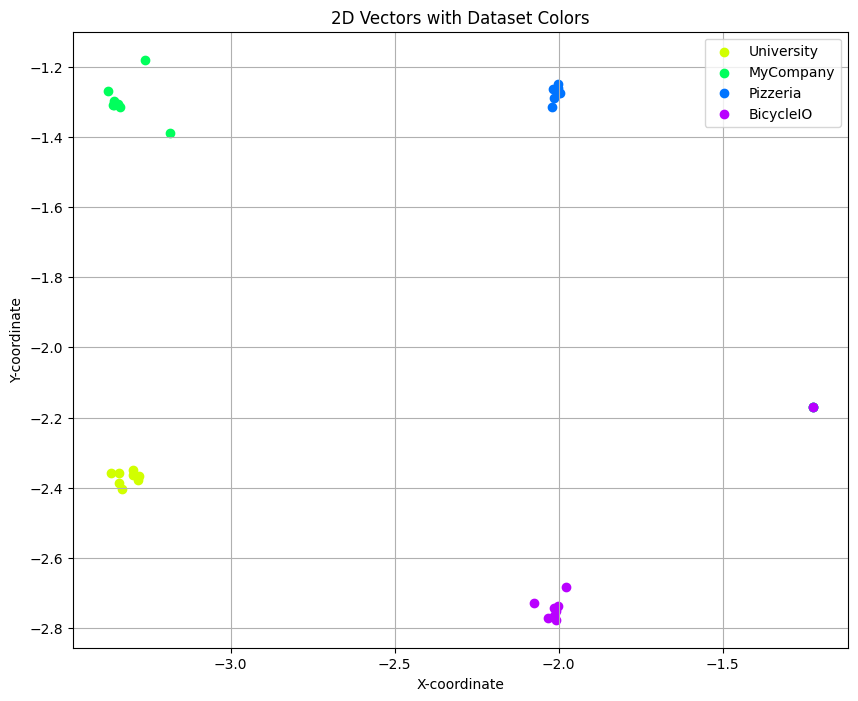 2D Vectors with Dataset Colors
University
MyCompany
Pizzeria
BicycleIO
−1.2
−1.4
−1.6
−1.8
−2.0
−2.2
−2.4
−2.6
−2.8
Y-coordinate
−3.0
−2.5
−2.0
−1.5
X-coordinate